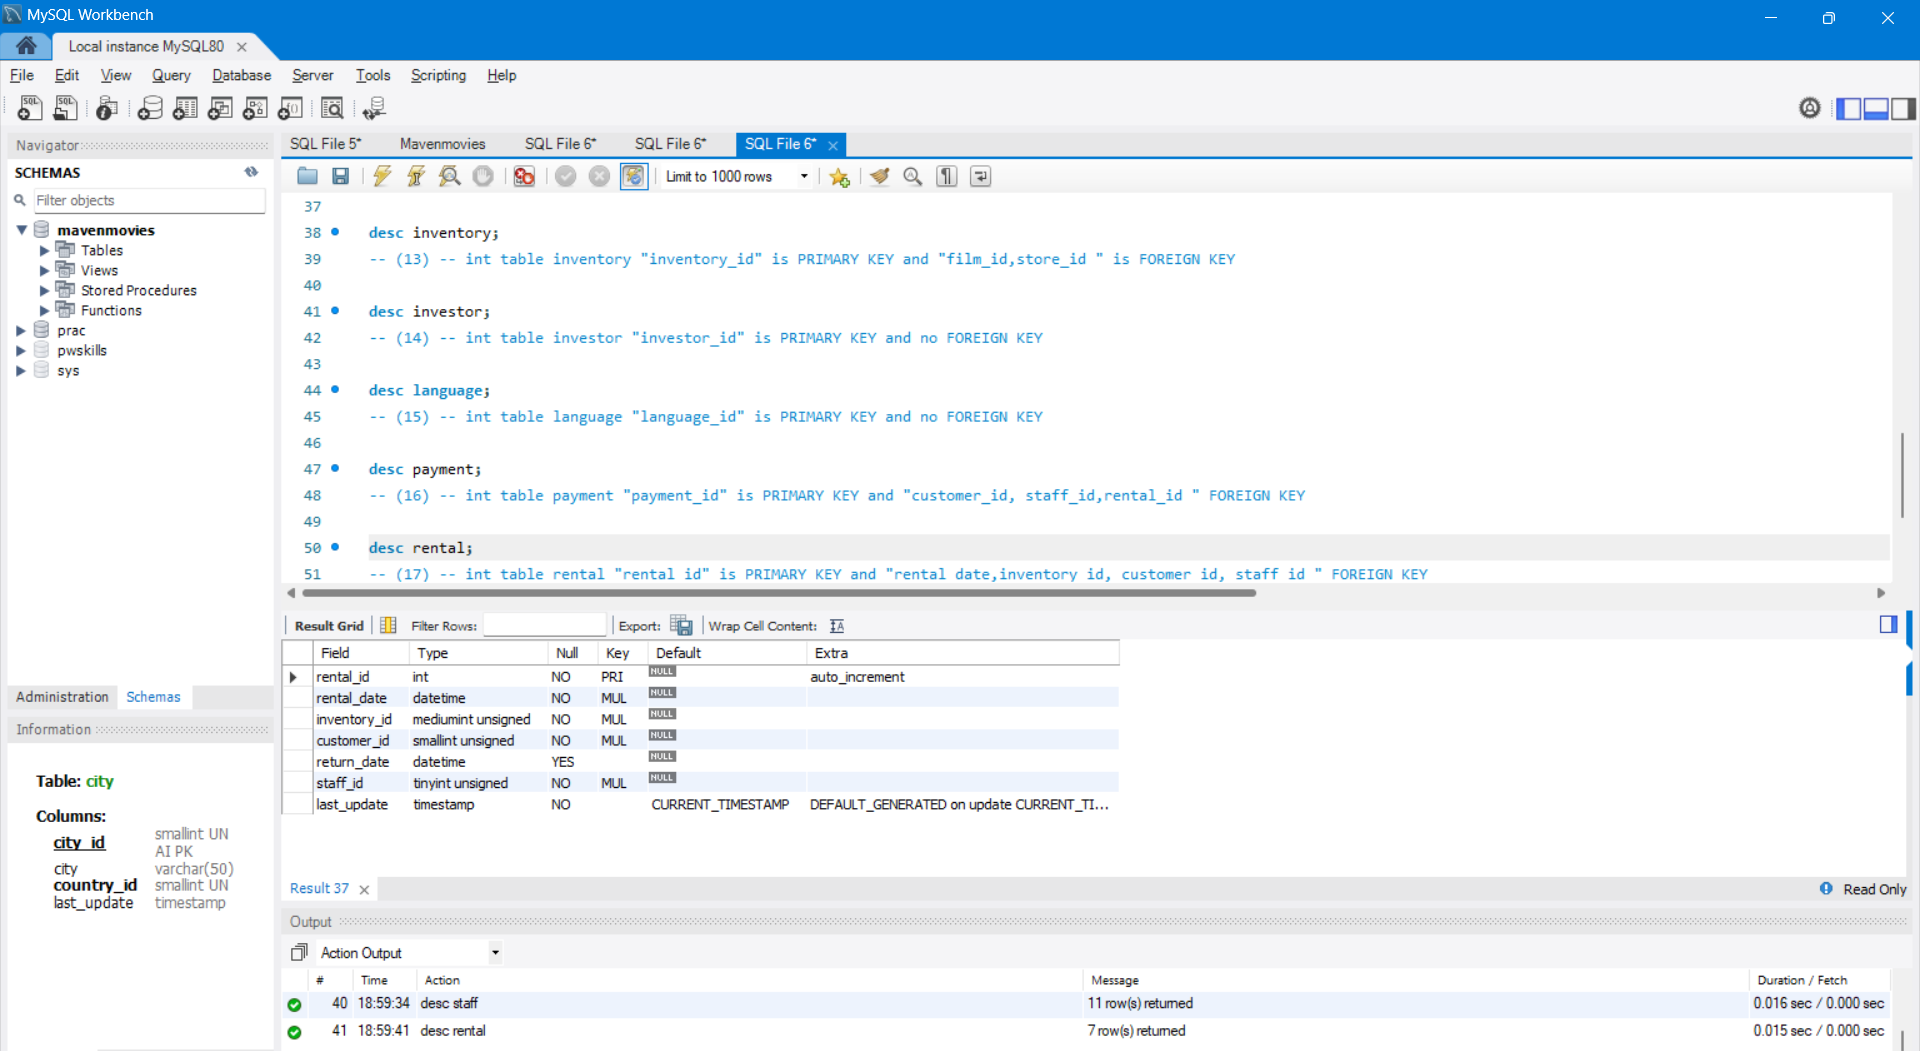 MySQL Workbench
Local instance MySQL80
File Edit View Query Database Server Tools Scripting Help
Navigator
SCHEMAS
Filter objects
mavenmovies
Tables
Views
Stored Procedures
Functions
prac
pwskills
sys
Administration Schemas
Information
Table: city
Columns:
city_id smallint UN AI PK
city varchar(50)
country_id smallint UN
last_update timestamp
SQL File 5* Mavenmovies SQL File 6* SQL File 6* SQL File 6*
Limit to 1000 rows
37
38 desc inventory;
39 -- (13) -- int table inventory "inventory_id" is PRIMARY KEY and "film_id,store_id " is FOREIGN KEY
40
41 desc investor;
42 -- (14) -- int table investor "investor_id" is PRIMARY KEY and no FOREIGN KEY
43
44 desc language;
45 -- (15) -- int table language "language_id" is PRIMARY KEY and no FOREIGN KEY
46
47 desc payment;
48 -- (16) -- int table payment "payment_id" is PRIMARY KEY and "customer_id, staff_id,rental_id " FOREIGN KEY
49
50 desc rental;
51 -- (17) -- int table rental "rental id" is PRIMARY KEY and "rental date,inventory id, customer id, staff id " FOREIGN KEY
Result Grid Filter Rows: Export: Wrap Cell Content:
Field Type Null Key Default Extra
rental_id int NO PRI NULL auto_increment
rental_date datetime NO MUL NULL
inventory_id mediumint unsigned NO MUL NULL
customer_id smallint unsigned NO MUL NULL
return_date datetime YES NULL
staff_id tinyint unsigned NO MUL NULL
last_update timestamp NO CURRENT_TIMESTAMP DEFAULT_GENERATED on update CURRENT_TI...
Result 37 Read Only
Output
Action Output
# Time Action Message Duration / Fetch
40 18:59:34 desc staff 11 row(s) returned 0.016 sec / 0.000 sec
41 18:59:41 desc rental 7 row(s) returned 0.015 sec / 0.000 sec